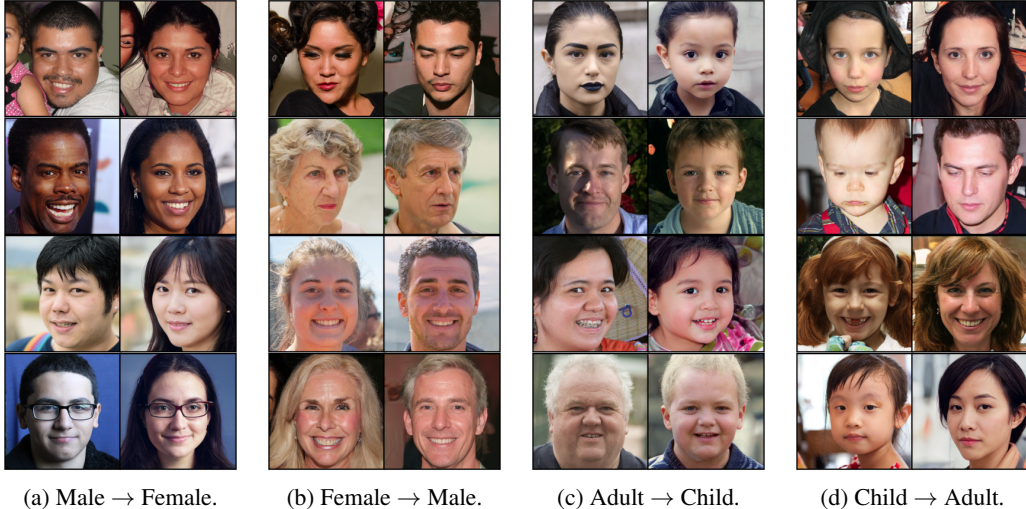 (a) Male → Female.
(b) Female → Male.
(c) Adult → Child.
(d) Child → Adult.